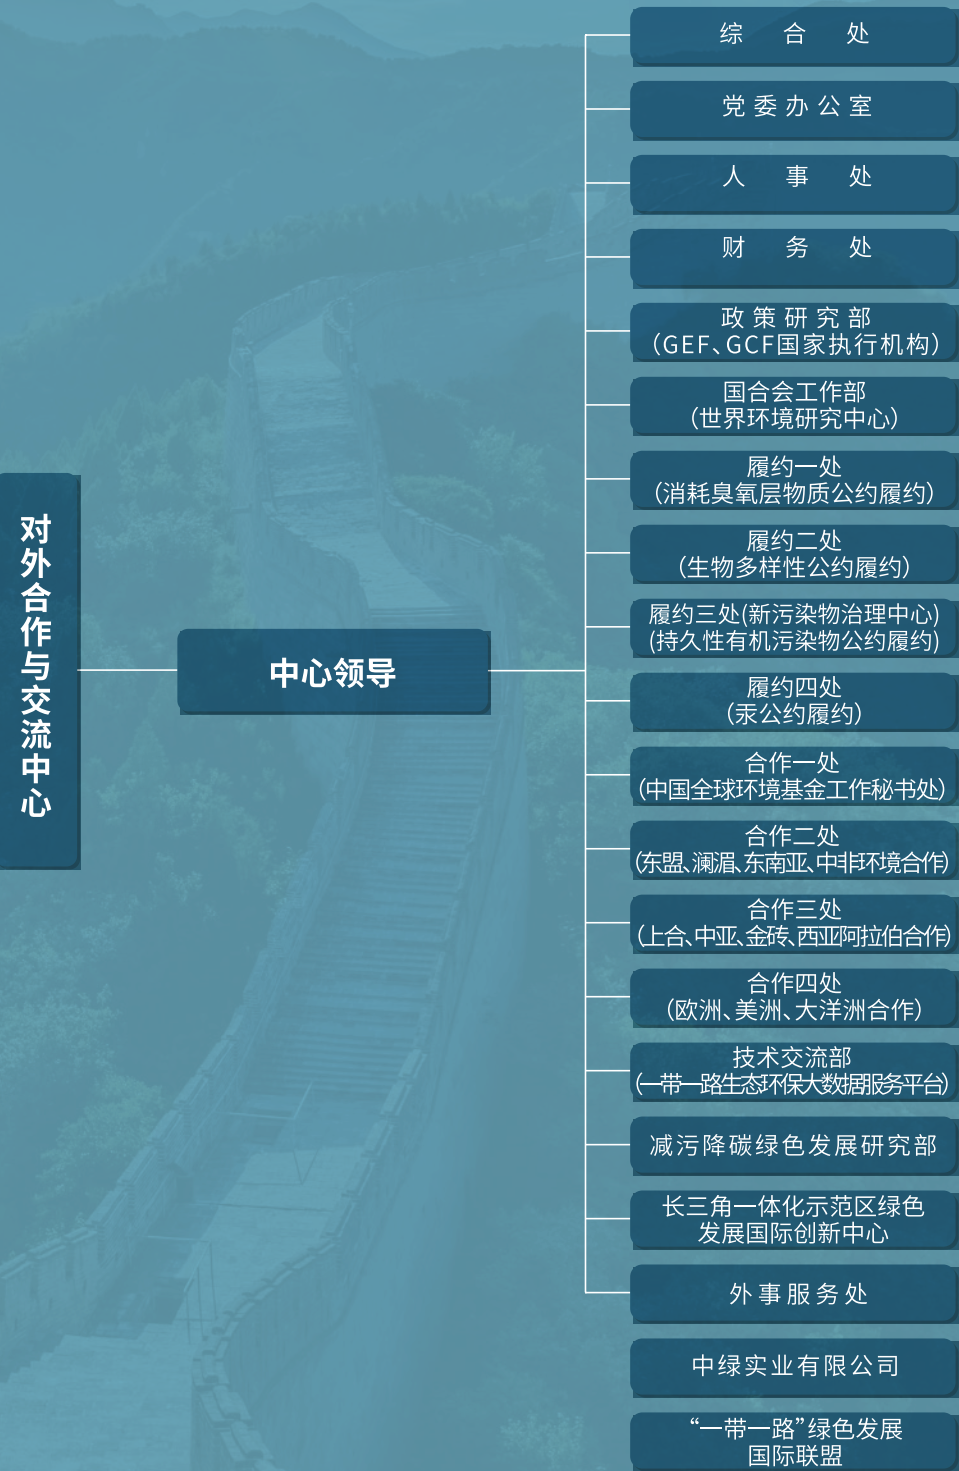 对外合作与交流中心
中心领导
综合处
党委办公室
人事处
财务处
政策研究部
（GEF、GCF国家执行机构）
国合会工作部
（世界环境研究中心）
履约一处
（消耗臭氧层物质公约履约）
履约二处
（生物多样性公约履约）
履约三处(新污染物治理中心)
(持久性有机污染物公约履约)
履约四处
（汞公约履约）
合作一处
（中国全球环境基金工作秘书处）
合作二处
（东盟、澜湄、东南亚、中非环境合作）
合作三处
（上合、中亚、金砖、西亚阿拉伯合作）
合作四处
（欧洲、美洲、大洋洲合作）
技术交流部
（一带一路生态环保大数据服务平台）
减污降碳绿色发展研究部
长三角一体化示范区绿色
发展国际创新中心
外事服务处
中绿实业有限公司
“一带一路”绿色发展
国际联盟